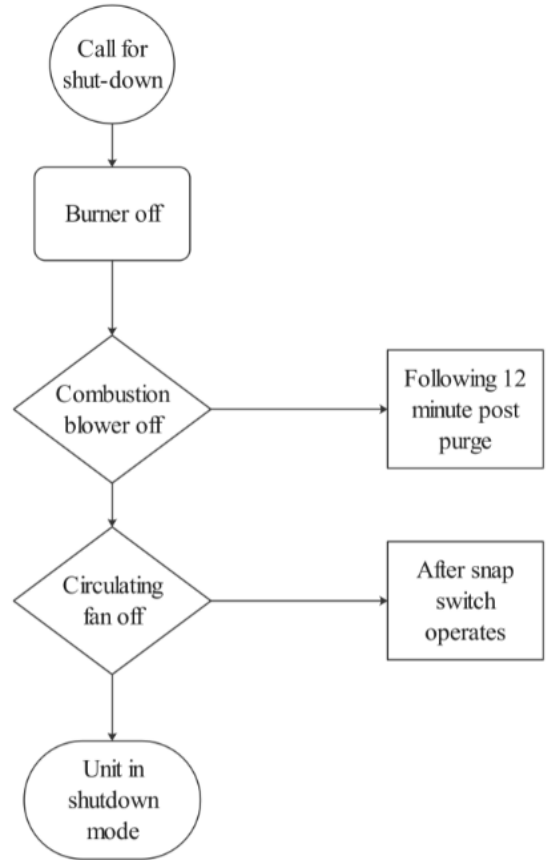 Call for
shut-down
Burner off
Combustion
blower off
Following 12
minute post
purge
Circulating
fan off
After snap
switch
operates
Unit in
shutdown
mode